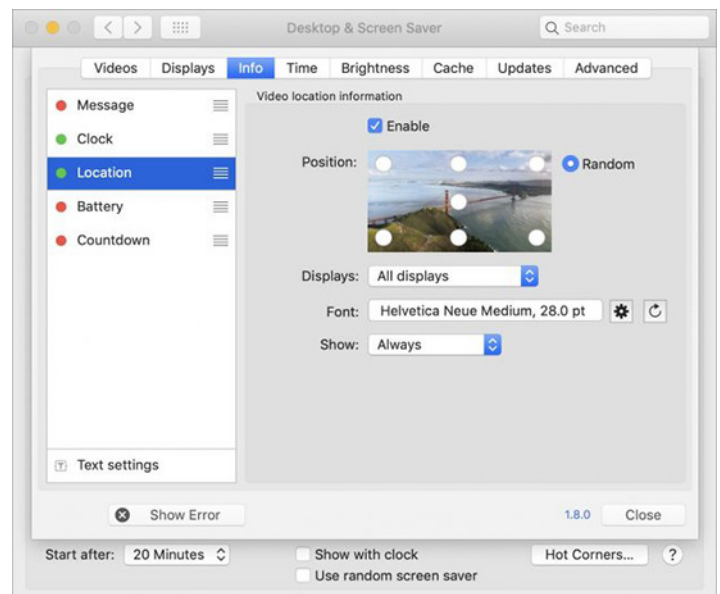 Desktop & Screen Saver
Search
Videos Displays Info Time Brightness Cache Updates Advanced
Message
Clock
Location
Battery
Countdown
Text settings
Video location information
Enable
Position:
Random
Displays: All displays
Font: Helvetica Neue Medium, 28.0 pt
Show: Always
Show Error
1.8.0 Close
Start after: 20 Minutes
Show with clock
Use random screen saver
Hot Corners... ?